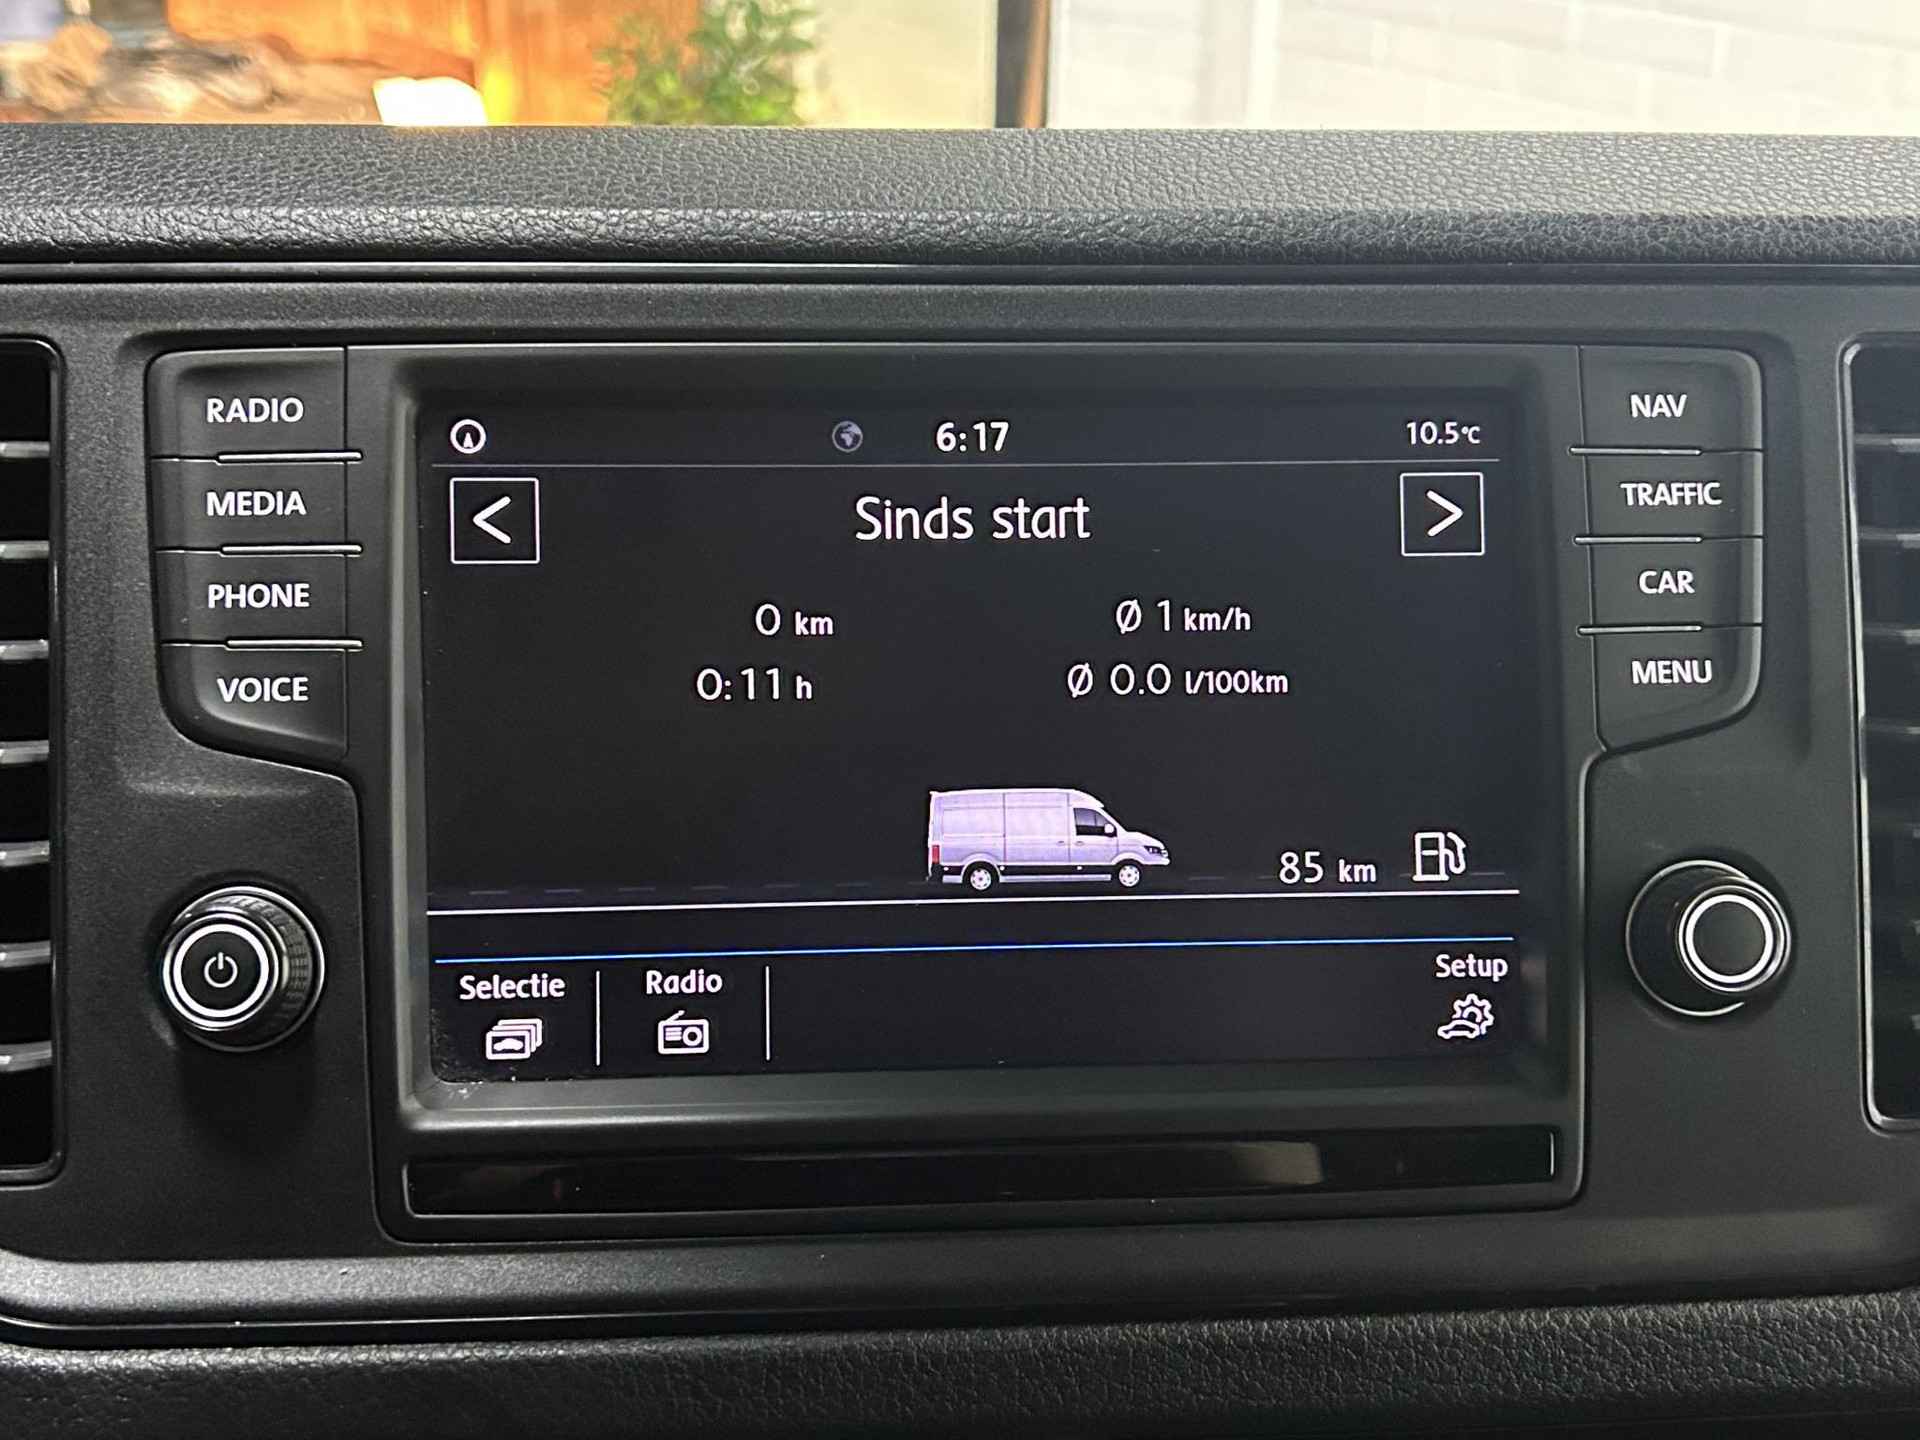 RADIO
MEDIA
PHONE
VOICE
6:17
10.5°C
<
Sinds start
>
0 km
Ø 1 km/h
0:11 h
Ø 0.0 l/100km
85 km
Selectie
Radio
Setup
NAV
TRAFFIC
CAR
MENU